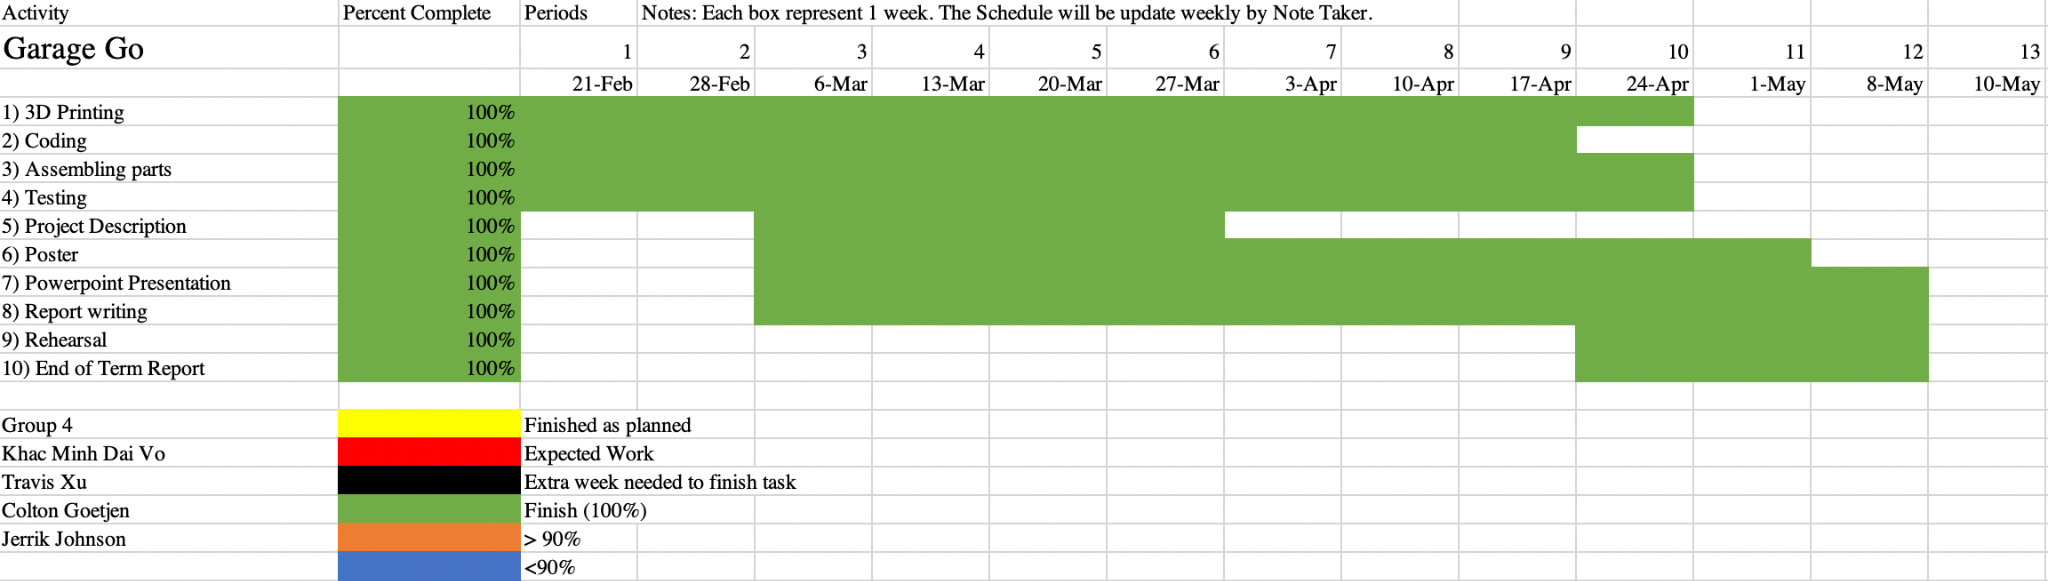 Activity Percent Complete Periods Notes: Each box represent 1 week. The Schedule will be update weekly by Note Taker.
Garage Go 1 2 3 4 5 6 7 8 9 10 11 12 13
21-Feb 28-Feb 6-Mar 13-Mar 20-Mar 27-Mar 3-Apr 10-Apr 17-Apr 24-Apr 1-May 8-May 10-May
1) 3D Printing 100%
2) Coding 100%
3) Assembling parts 100%
4) Testing 100%
5) Project Description 100%
6) Poster 100%
7) Powerpoint Presentation 100%
8) Report writing 100%
9) Rehearsal 100%
10) End of Term Report 100%
Group 4 Finished as planned
Khac Minh Dai Vo Expected Work
Travis Xu Extra week needed to finish task
Colton Goetjen Finish (100%)
Jerrik Johnson > 90%
<90%